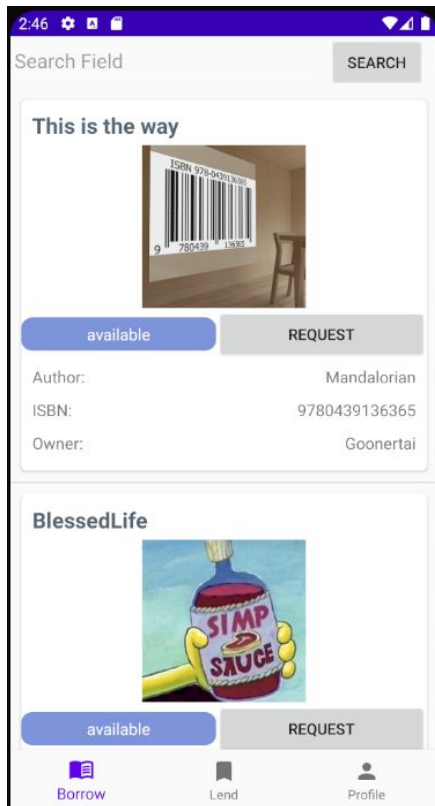 2:46
Search Field
SEARCH
This is the way
ISBN 978-0439136365
9 780439 136365
available
REQUEST
Author:
Mandalorian
ISBN:
9780439136365
Owner:
Goonertai
BlessedLife
SIMP
SAUCE
available
REQUEST
Borrow
Lend
Profile